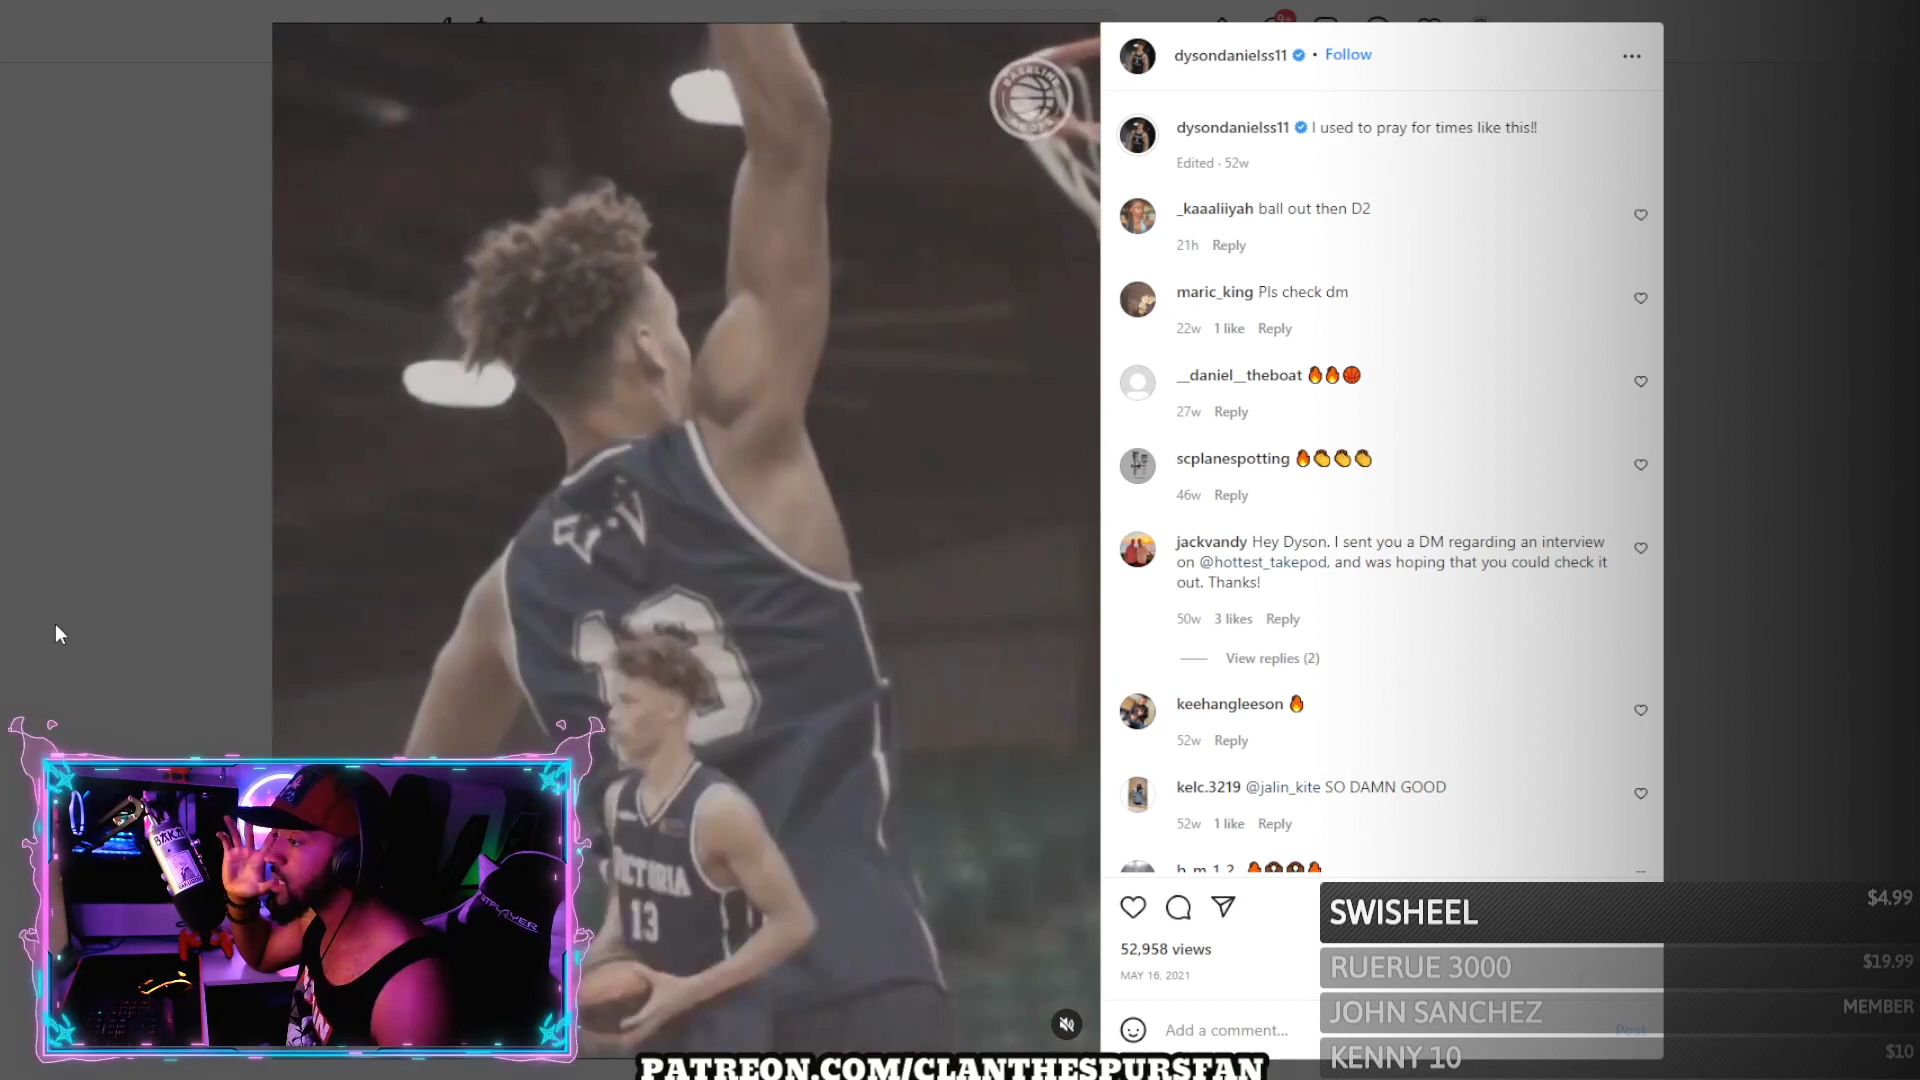 dysondanielss11 • Follow
dysondanielss11 I used to pray for times like this!!
Edited · 52w
_kaaaliiyah ball out then D2
21h Reply
maric_king Pls check dm
22w 1 like Reply
__daniel__theboat 🔥🔥🏀
27w Reply
scplanespotting 🔥👏👏👏
46w Reply
jackvandy Hey Dyson. I sent you a DM regarding an interview
on @hottest_takepod, and was hoping that you could check it
out. Thanks!
50w 3 likes Reply
View replies (2)
keehangleeson 🔥
52w Reply
kelc.3219 @jalin_kite SO DAMN GOOD
52w 1 like Reply
52,958 views
MAY 16, 2021
Add a comment...
Post
SWISHEEL $4.99
RUERUE 3000 $19.99
JOHN SANCHEZ MEMBER
KENNY 10 $10
BASELINE
HOOPS
VICTORIA
13
BAKA
PATREON.COM/CLANTHESPURSFAN